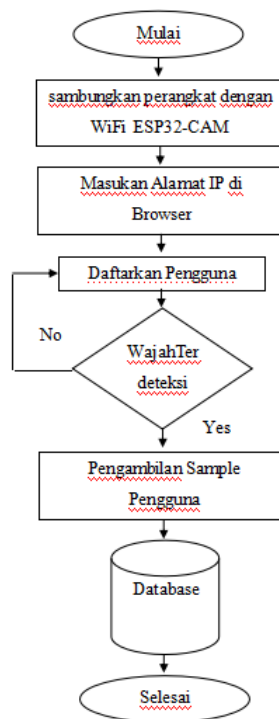 Mulai
sambungkan perangkat dengan
WiFi ESP32-CAM
Masukan Alamat IP di
Browser
Daftarkan Pengguna
No
WajahTer
deteksi
Yes
Pengambilan Sample
Pengguna
Database
Selesai